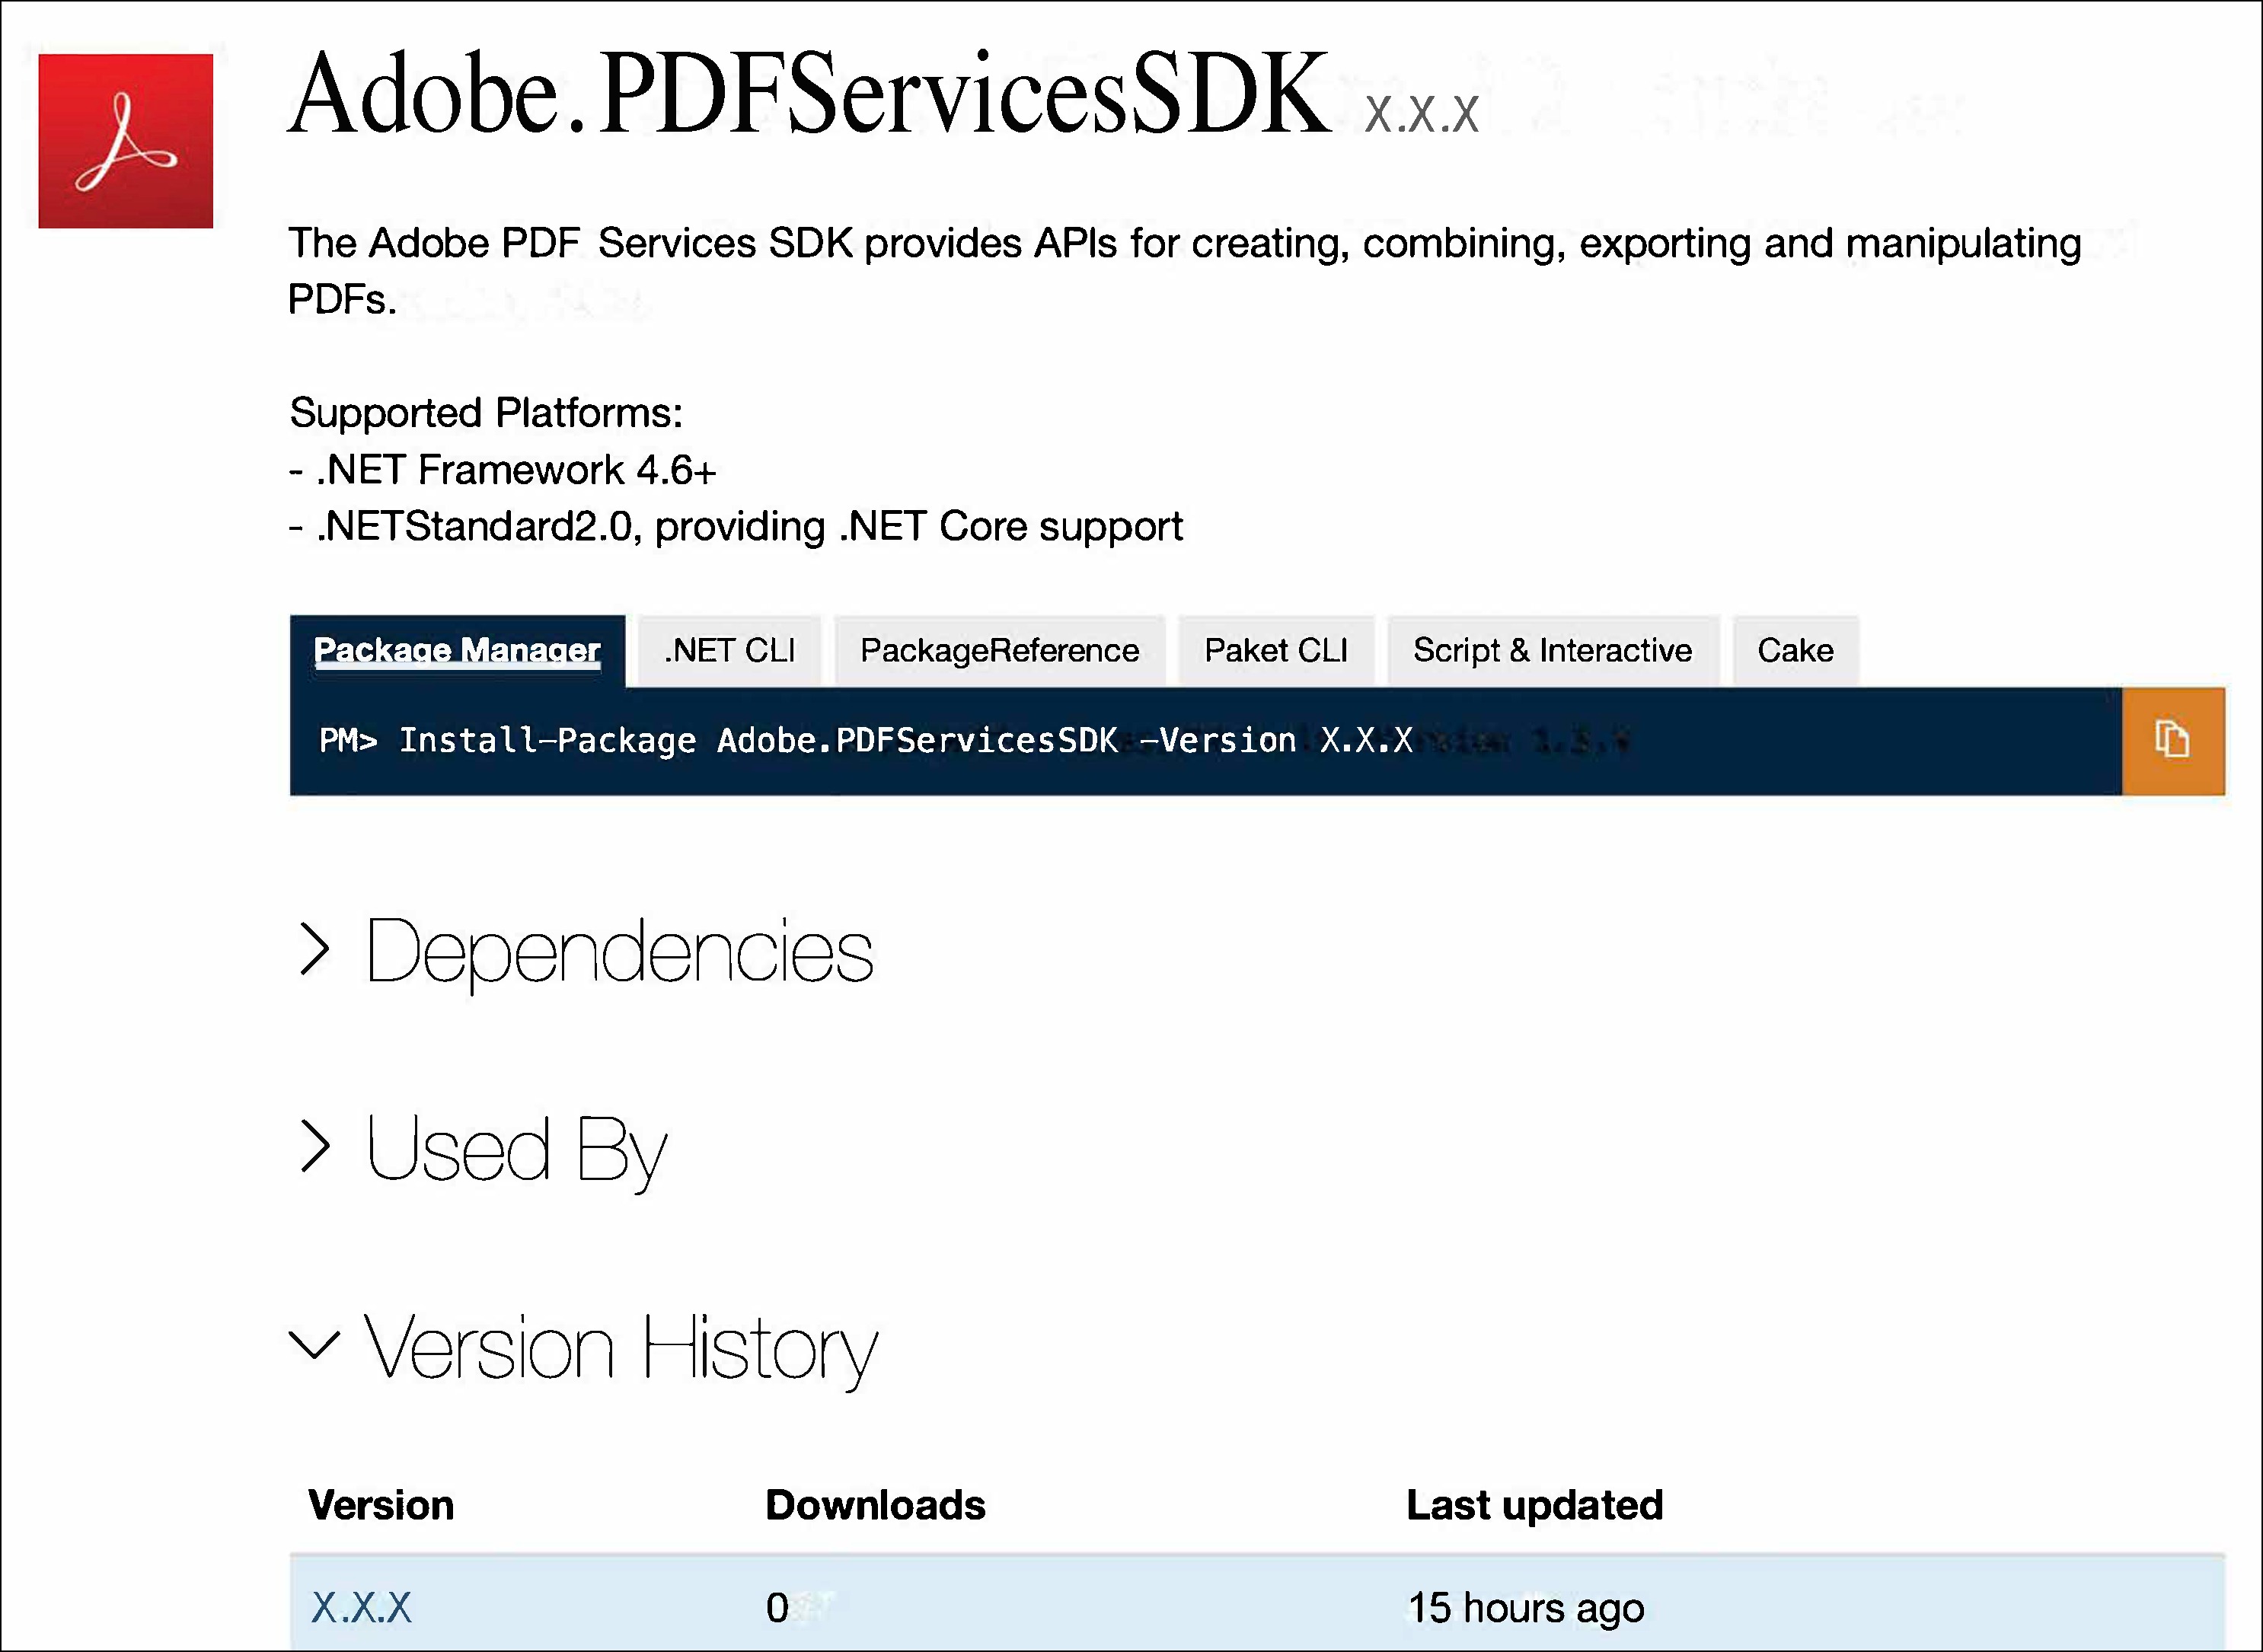 Adobe.PDFServicesSDK X.X.X
The Adobe PDF Services SDK provides APIs for creating, combining, exporting and manipulating
PDFs.
Supported Platforms:
- .NET Framework 4.6+
- .NETStandard2.0, providing .NET Core support
Package Manager .NET CLI PackageReference Paket CLI Script & Interactive Cake
PM> Install-Package Adobe.PDFServicesSDK -Version X.X.X
Dependencies
Used By
Version History
Version Downloads Last updated
X.X.X 0 15 hours ago